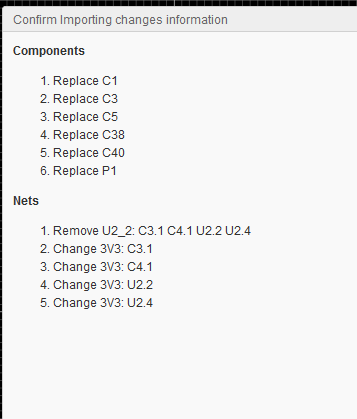 Confirm Importing changes information
Components
1. Replace C1
2. Replace C3
3. Replace C5
4. Replace C38
5. Replace C40
6. Replace P1
Nets
1. Remove U2_2: C3.1 C4.1 U2.2 U2.4
2. Change 3V3: C3.1
3. Change 3V3: C4.1
4. Change 3V3: U2.2
5. Change 3V3: U2.4